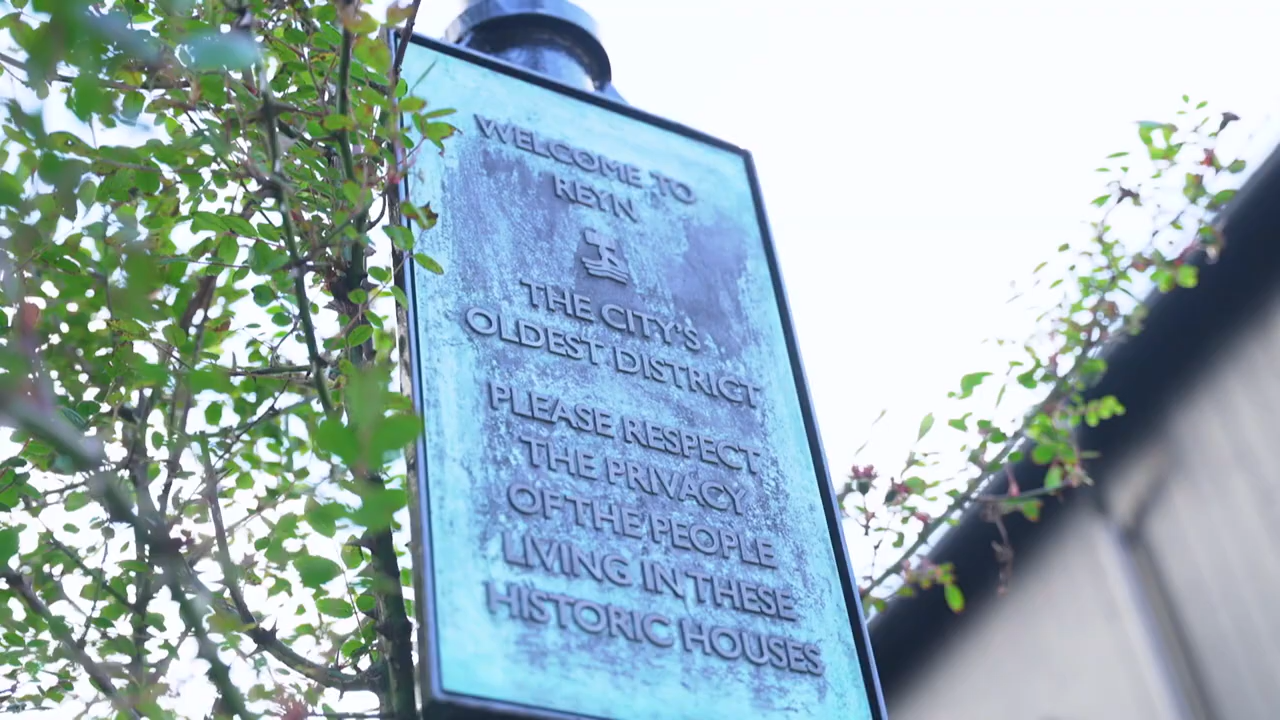 WELCOME TO
REYN
THE CITY'S
OLDEST DISTRICT
PLEASE RESPECT
THE PRIVACY
OF THE PEOPLE
LIVING IN THESE
HISTORIC HOUSES